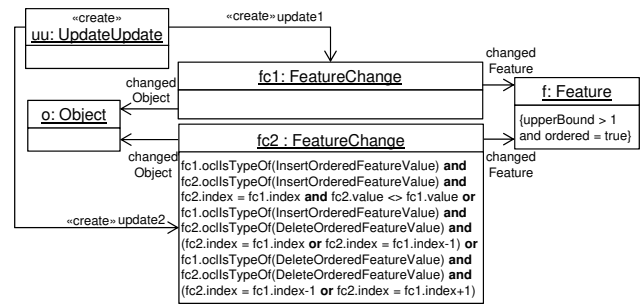 «create»
uu: UpdateUpdate
«create» update1
changed
Object
fc1: FeatureChange
changed
Feature
o: Object
f: Feature
{upperBound > 1
and ordered = true}
changed
Object
fc2 : FeatureChange
changed
Feature
fc1.oclIsTypeOf(InsertOrderedFeatureValue) and
fc2.oclIsTypeOf(InsertOrderedFeatureValue) and
fc2.index = fc1.index and fc2.value <> fc1.value or
fc1.oclIsTypeOf(InsertOrderedFeatureValue) and
fc2.oclIsTypeOf(DeleteOrderedFeatureValue) and
(fc2.index = fc1.index or fc2.index = fc1.index-1) or
fc1.oclIsTypeOf(DeleteOrderedFeatureValue) and
fc2.oclIsTypeOf(DeleteOrderedFeatureValue) and
(fc2.index = fc1.index-1 or fc2.index = fc1.index+1)
«create» update2